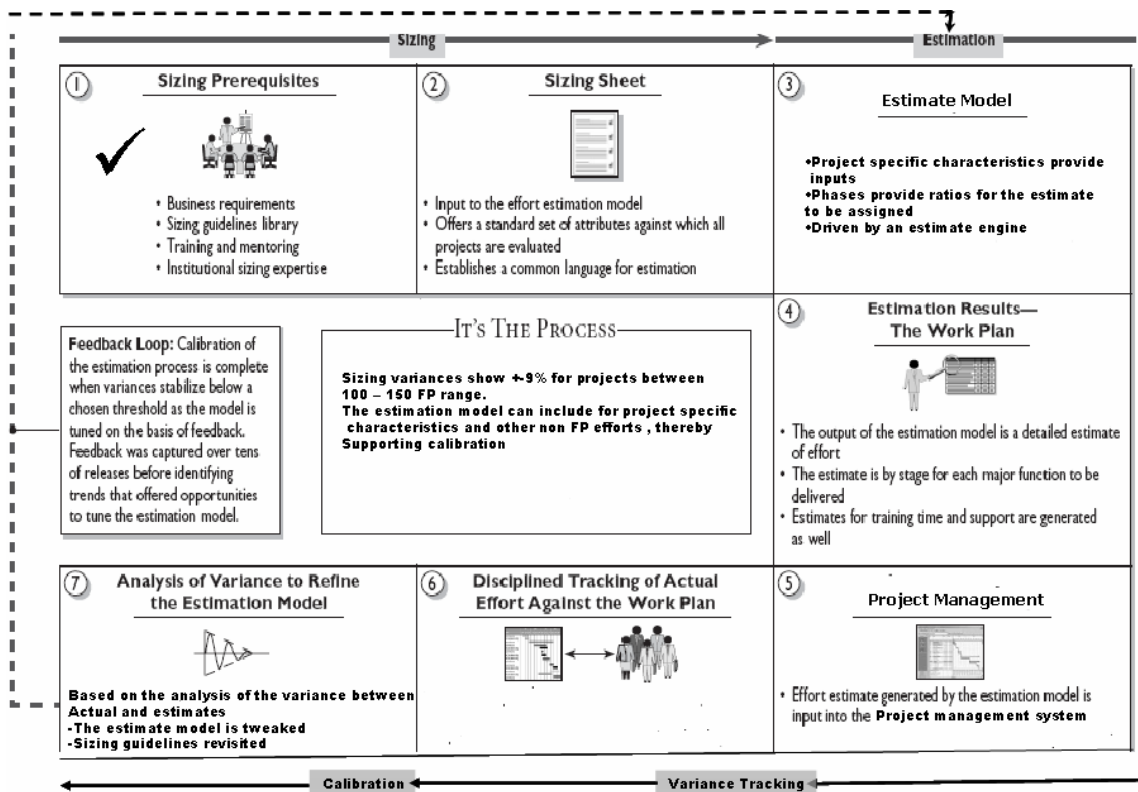 Sizing
Estimation
1
Sizing Prerequisites
• Business requirements
• Sizing guidelines library
• Training and mentoring
• Institutional sizing expertise
2
Sizing Sheet
• Input to the effort estimation model
• Offers a standard set of attributes against which all
projects are evaluated
• Establishes a common language for estimation
3
Estimate Model
•Project specific characteristics provide
inputs
•Phases provide ratios for the estimate
to be assigned
•Driven by an estimate engine
Feedback Loop: Calibration of
the estimation process is complete
when variances stabilize below a
chosen threshold as the model is
tuned on the basis of feedback.
Feedback was captured over tens
of releases before identifying
trends that offered opportunities
to tune the estimation model.
IT'S THE PROCESS
Sizing variances show +-9% for projects between
100 – 150 FP range.
The estimation model can include for project specific
characteristics and other non FP efforts , thereby
Supporting calibration
4
Estimation Results—
The Work Plan
• The output of the estimation model is a detailed estimate
of effort
• The estimate is by stage for each major function to be
delivered
• Estimates for training time and support are generated
as well
7
Analysis of Variance to Refine
the Estimation Model
Based on the analysis of the variance between
Actual and estimates
-The estimate model is tweaked
-Sizing guidelines revisited
6
Disciplined Tracking of Actual
Effort Against the Work Plan
5
Project Management
• Effort estimate generated by the estimation model is
input into the Project management system
Calibration
Variance Tracking